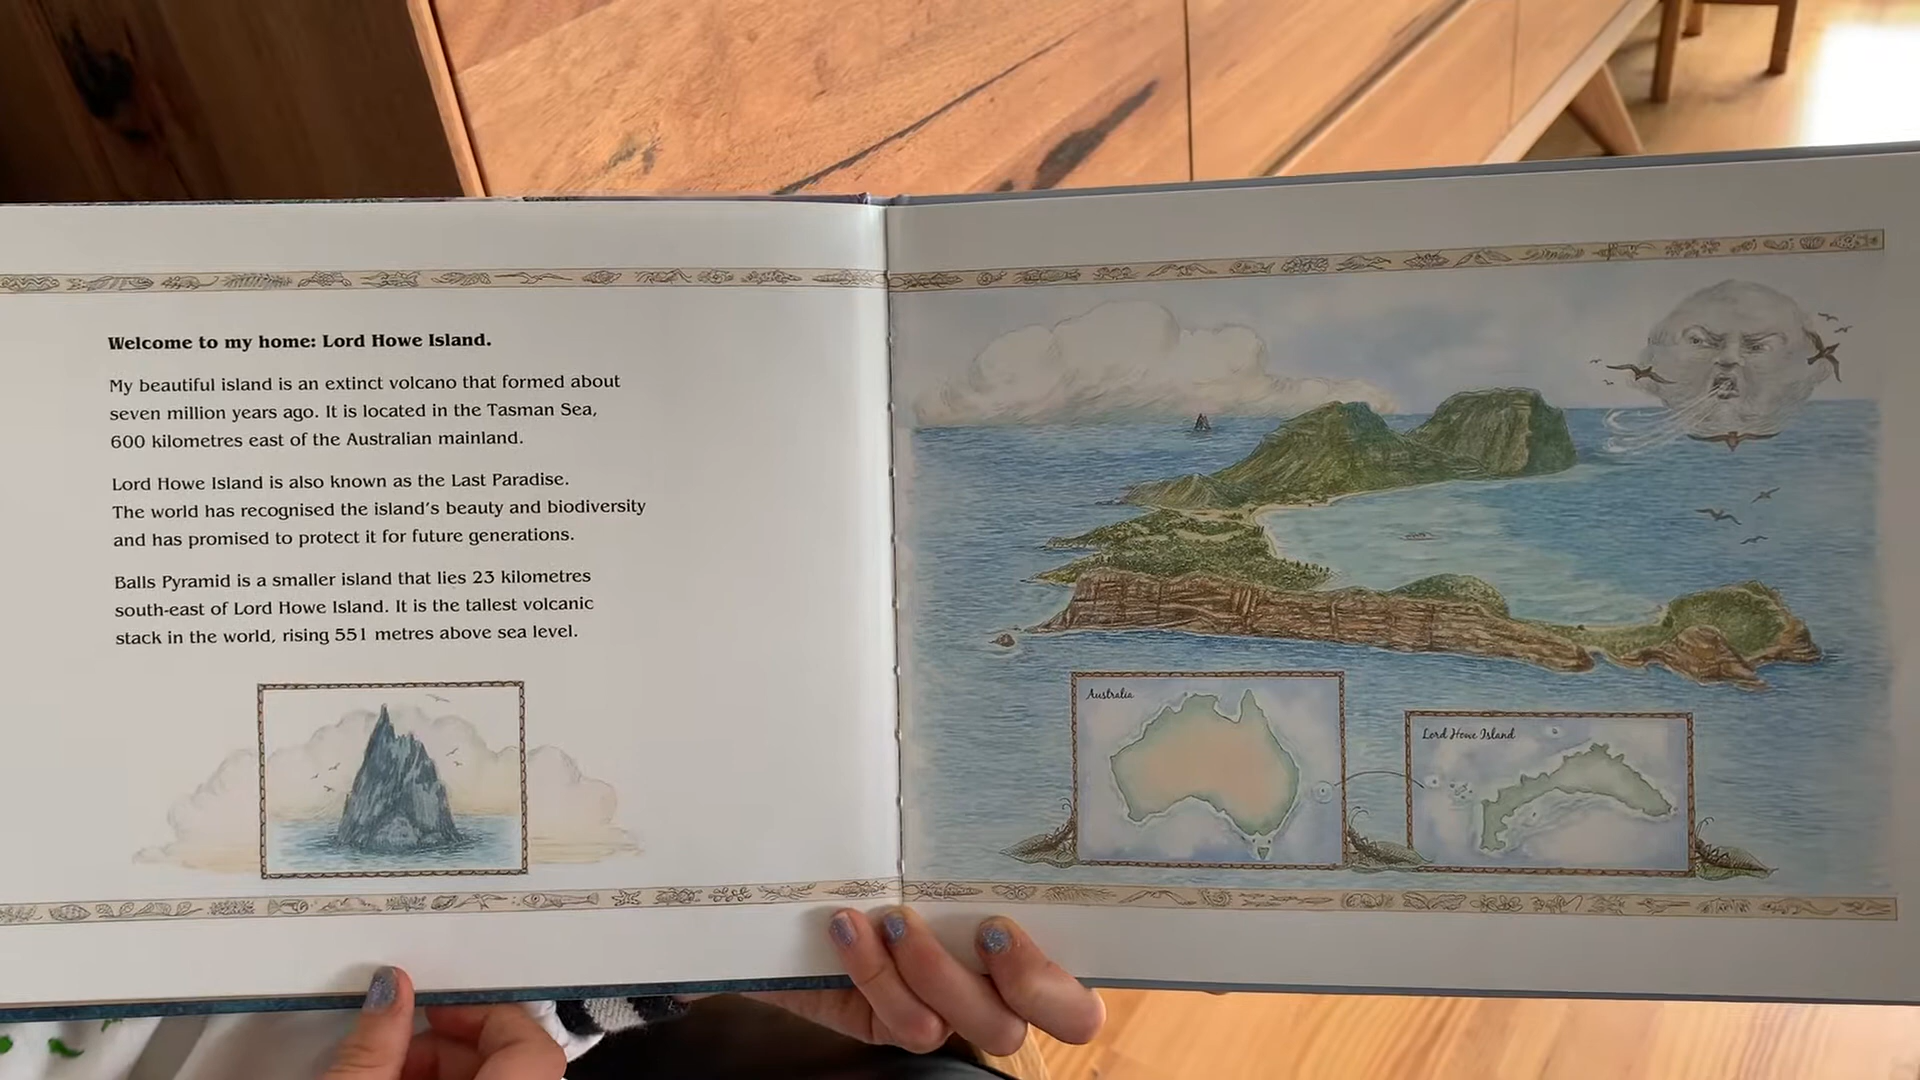 Welcome to my home: Lord Howe Island.
My beautiful island is an extinct volcano that formed about
seven million years ago. It is located in the Tasman Sea,
600 kilometres east of the Australian mainland.
Lord Howe Island is also known as the Last Paradise.
The world has recognised the island's beauty and biodiversity
and has promised to protect it for future generations.
Balls Pyramid is a smaller island that lies 23 kilometres
south-east of Lord Howe Island. It is the tallest volcanic
stack in the world, rising 551 metres above sea level.
Australia
Lord Howe Island